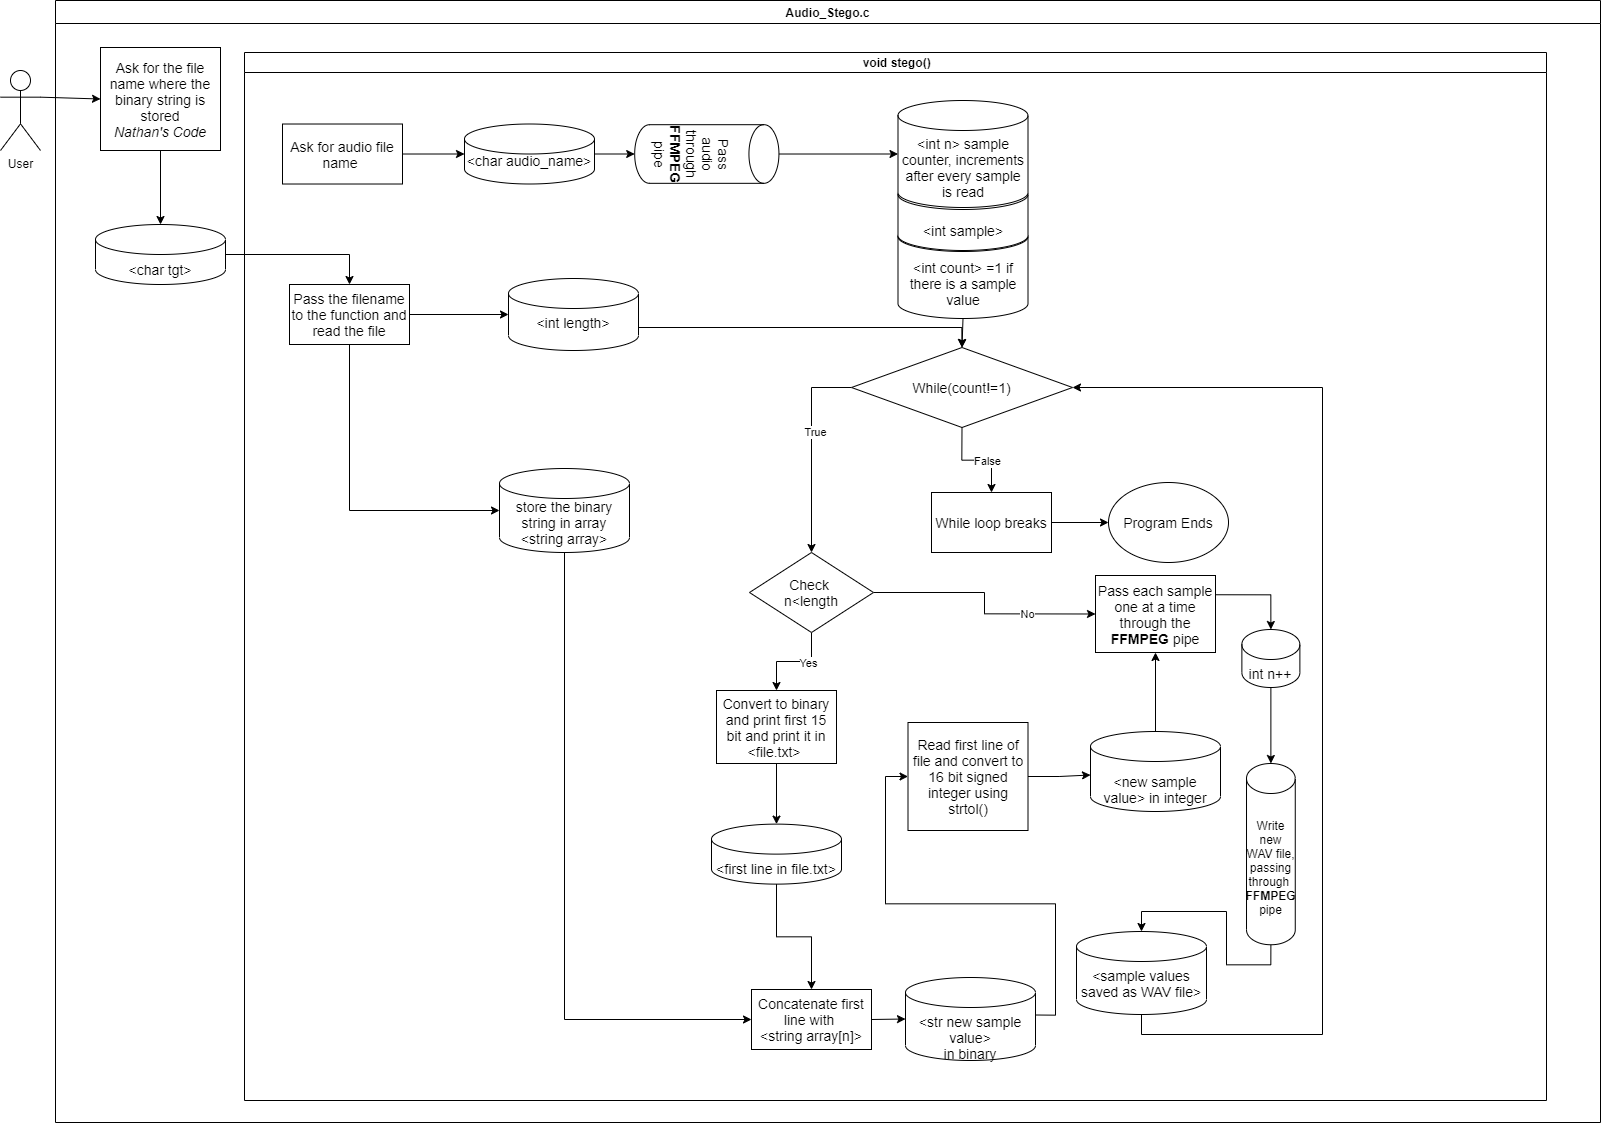 Audio_Stego.c
void stego()
User
Ask for the file
name where the
binary string is
stored
Nathan's Code
<char tgt>
Ask for audio file
name
<char audio_name>
Pass
audio
through
FFMPEG
pipe
<int n> sample
counter, increments
after every sample
is read
<int sample>
<int count> =1 if
there is a sample
value
Pass the filename
to the function and
read the file
<int length>
While(count!=1)
True
False
While loop breaks
Program Ends
store the binary
string in array
<string array>
Check
n<length
No
Yes
Pass each sample
one at a time
through the
FFMPEG pipe
int n++
Convert to binary
and print first 15
bit and print it in
<file.txt>
Read first line of
file and convert to
16 bit signed
integer using
strtol()
<new sample
value> in integer
Write
new
WAV file,
passing
through
FFMPEG
pipe
<first line in file.txt>
<sample values
saved as WAV file>
Concatenate first
line with
<string array[n]>
<str new sample
value>
in binary